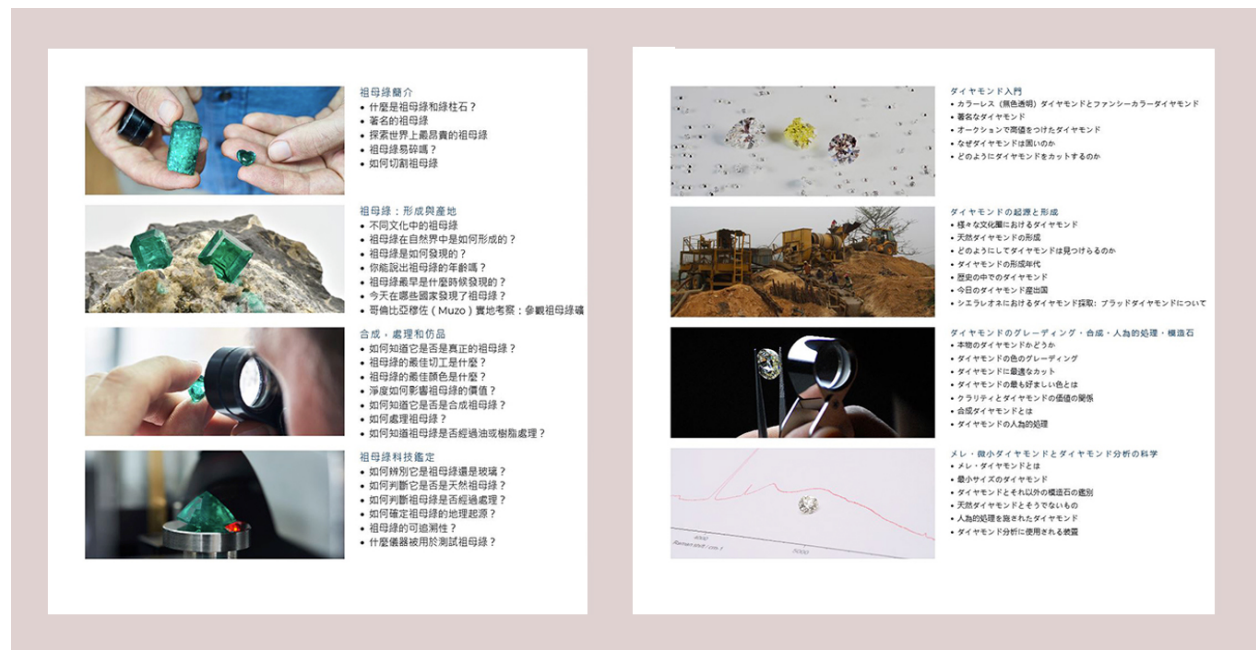 祖母綠簡介
• 什麼是祖母綠和綠柱石？
• 著名的祖母綠
• 探索世界上最昂貴的祖母綠
• 祖母綠易碎嗎？
• 如何切割祖母綠
祖母綠：形成與產地
• 不同文化中的祖母綠
• 祖母綠在自然界中是如何形成的？
• 祖母綠是如何發現的？
• 你能說出祖母綠的年齡嗎？
• 祖母綠最早是什麼時候發現的？
• 今天在哪些國家發現了祖母綠？
• 哥倫比亞穆佐（Muzo）實地考察：參觀祖母綠礦
合成，處理和仿品
• 如何知道它是否是真正的祖母綠？
• 祖母綠的最佳切工是什麼？
• 祖母綠的最佳顏色是什麼？
• 淨度如何影響祖母綠的價值？
• 如何知道它是否是合成祖母綠？
• 如何處理祖母綠？
• 如何知道祖母綠是否經過油或樹脂處理？
祖母綠科技鑑定
• 如何辨別它是祖母綠還是玻璃？
• 如何判斷它是否是天然祖母綠？
• 如何判斷祖母綠是否經過處理？
• 如何確定祖母綠的地理起源？
• 祖母綠的可追溯性？
• 什麼儀器被用於測試祖母綠？
ダイヤモンド入門
• カラーレス（無色透明）ダイヤモンドとファンシーカラーダイヤモンド
• 著名なダイヤモンド
• オークションで高値をつけたダイヤモンド
• なぜダイヤモンドは固いのか
• どのようにダイヤモンドをカットするのか
ダイヤモンドの起源と形成
• 様々な文化圏におけるダイヤモンド
• 天然ダイヤモンドの形成
• どのようにしてダイヤモンドは見つけらるのか
• ダイヤモンドの形成年代
• 歴史の中でのダイヤモンド
• 今日のダイヤモンド産出国
• シエラレオネにおけるダイヤモンド採取: ブラッドダイヤモンドについて
ダイヤモンドのグレーディング・合成・人為的処理・模造石
• 本物のダイヤモンドかどうか
• ダイヤモンドの色のグレーディング
• ダイヤモンドに最適なカット
• ダイヤモンドの最も好ましい色とは
• クラリティとダイヤモンドの価値の関係
• 合成ダイヤモンドとは
• ダイヤモンドの人為的処理
メレ・微小ダイヤモンドとダイヤモンド分析の科学
• メレ・ダイヤモンドとは
• 最小サイズのダイヤモンド
• ダイヤモンドとそれ以外の模造石の鑑別
• 天然ダイヤモンドとそうでないもの
• 人為的処理を施されたダイヤモンド
• ダイヤモンド分析に使用される装置
4000
5000